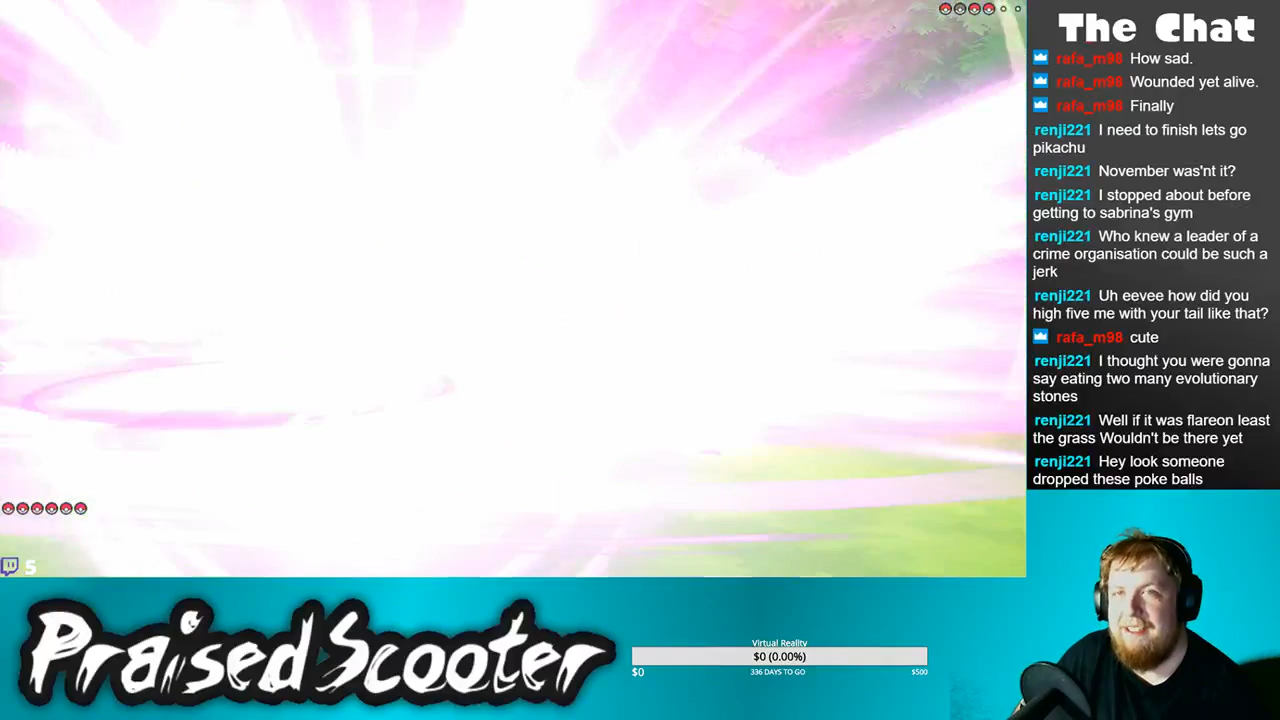 The Chat
rafa_m98 How sad.
rafa_m98 Wounded yet alive.
rafa_m98 Finally
renji221 I need to finish lets go
pikachu
renji221 November was'nt it?
renji221 I stopped about before
getting to sabrina's gym
renji221 Who knew a leader of a
crime organisation could be such a
jerk
renji221 Uh eevee how did you
high five me with your tail like that?
rafa_m98 cute
renji221 I thought you were gonna
say eating two many evolutionary
stones
renji221 Well if it was flareon least
the grass Wouldn't be there yet
renji221 Hey look someone
dropped these poke balls
5
PraisedScooter
Virtual Reality
$0 (0.00%)
$0 336 DAYS TO GO $500